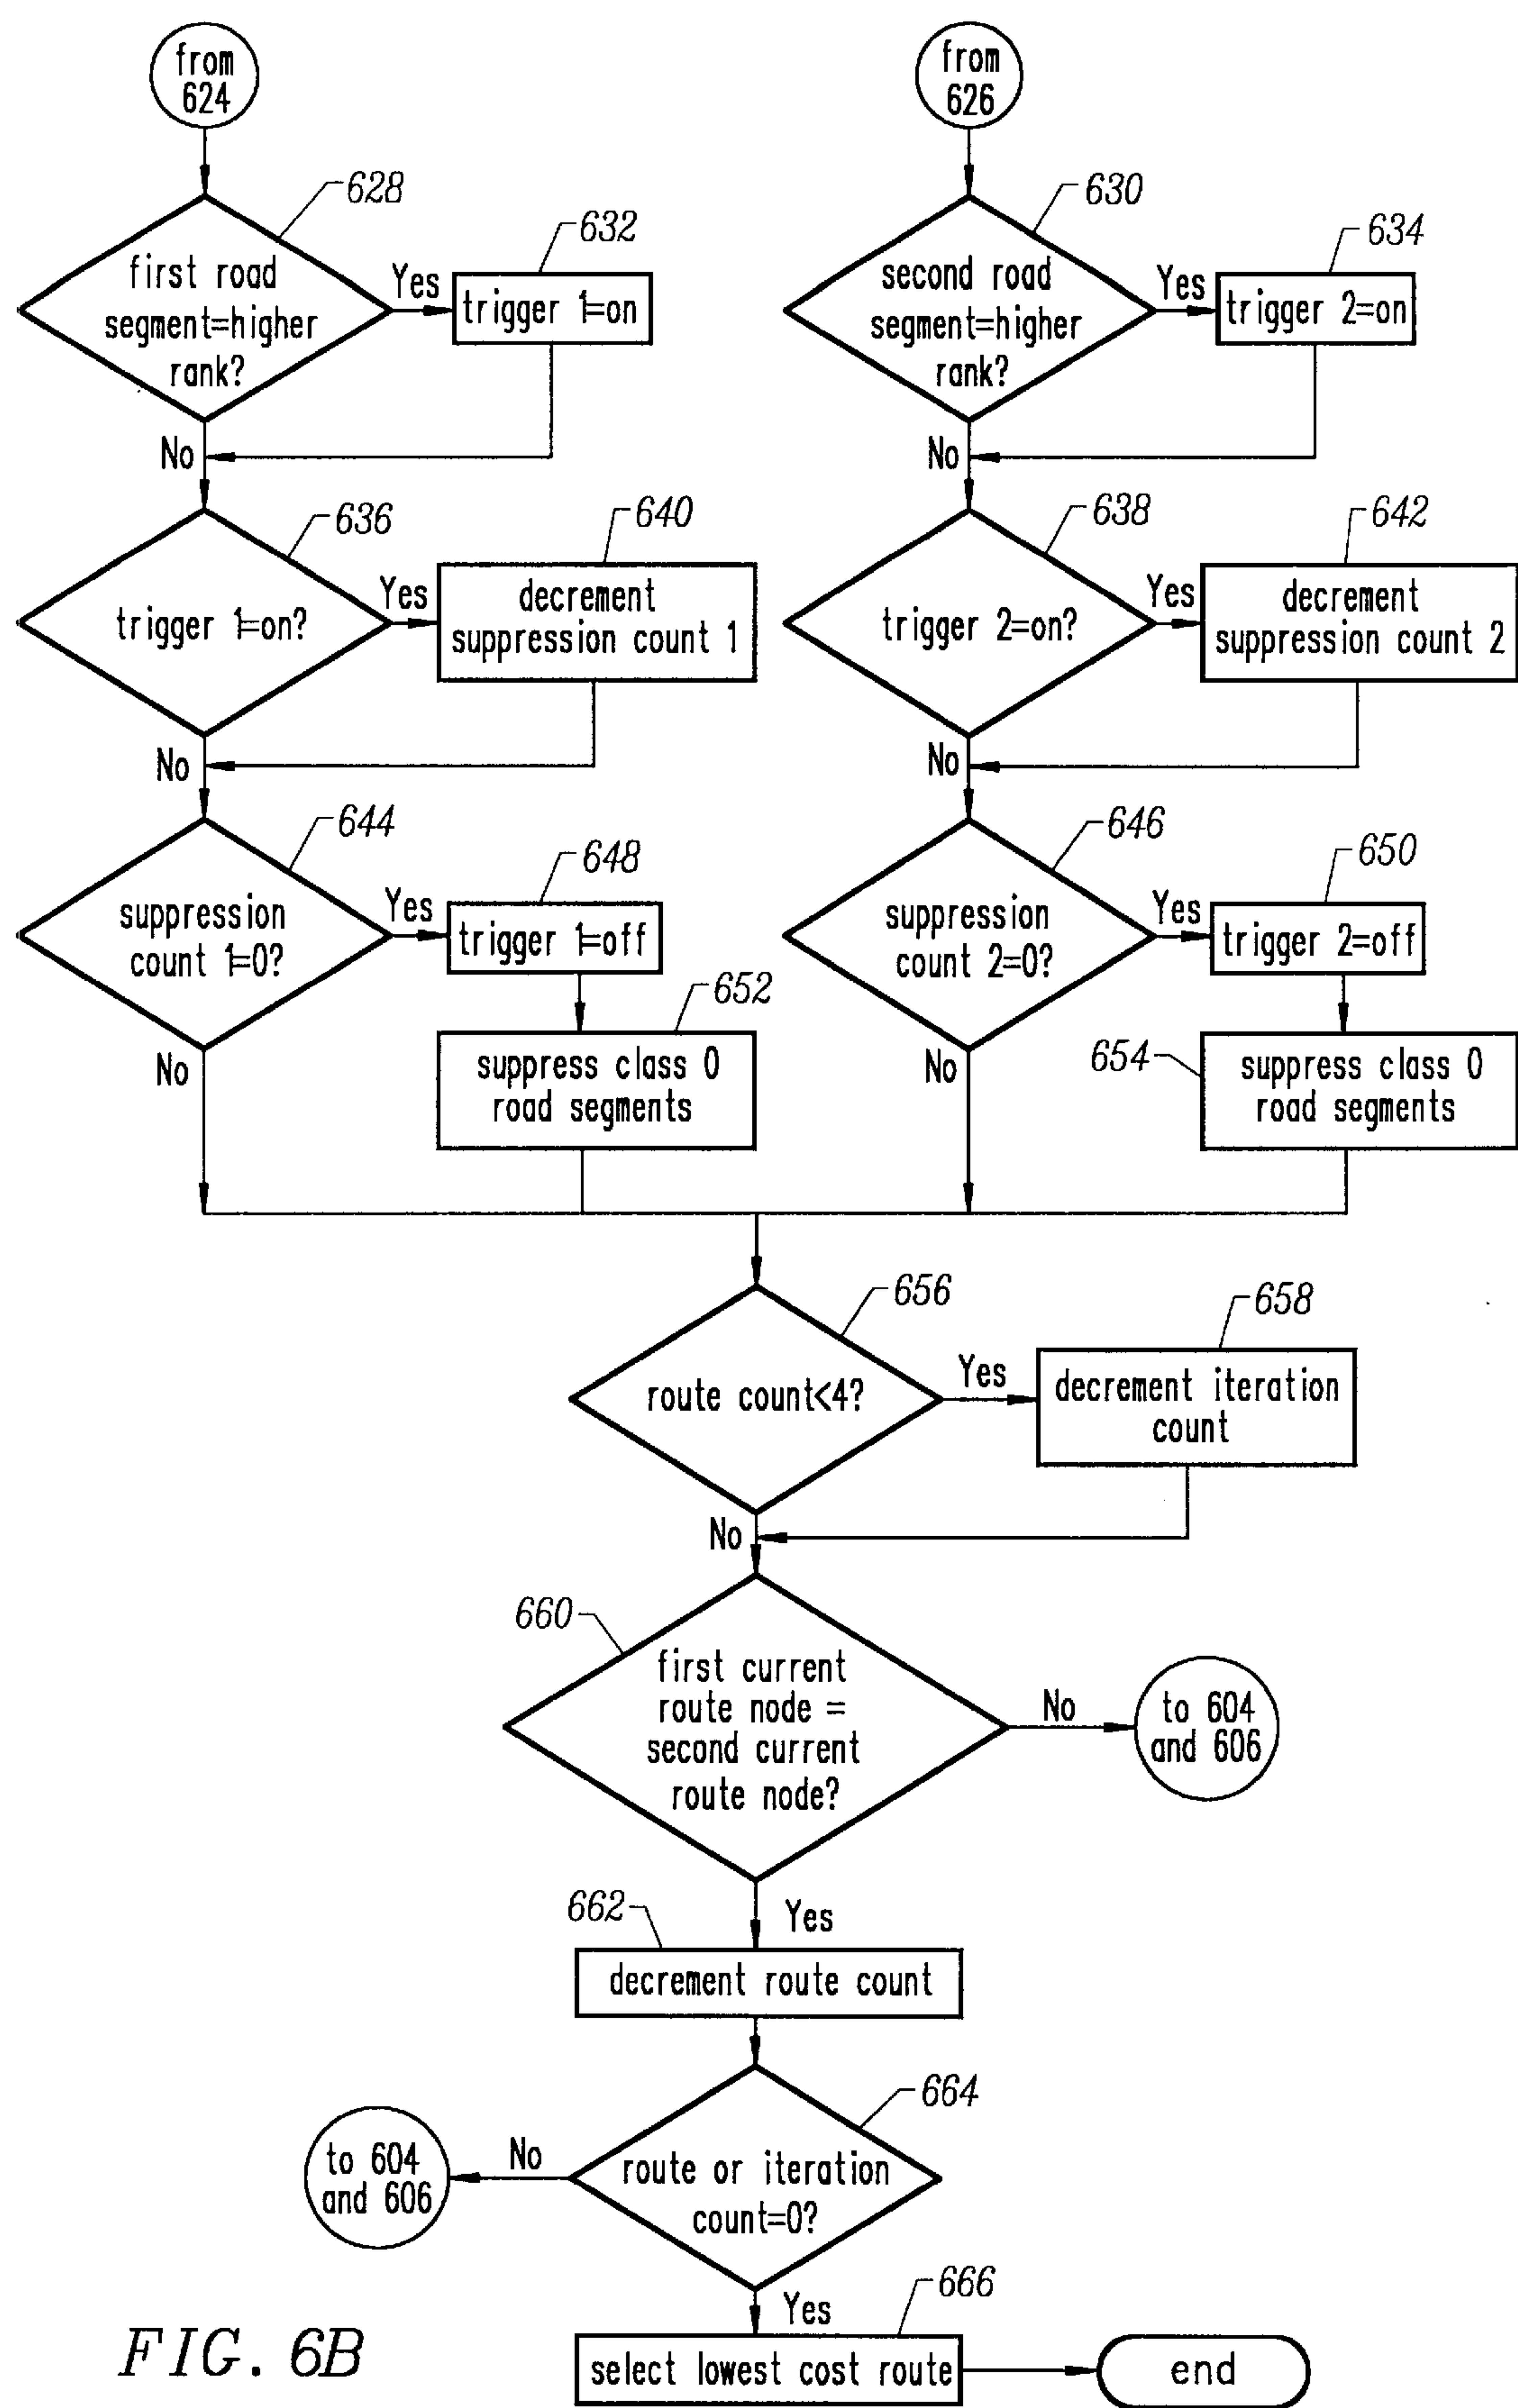 from
624
from
626
628
first road
segment=higher
rank?
Yes
632
trigger 1=on
No
630
second road
segment=higher
rank?
Yes
634
trigger 2=on
No
636
trigger 1=on?
Yes
640
decrement
suppression count 1
No
638
trigger 2=on?
Yes
642
decrement
suppression count 2
No
644
suppression
count 1=0?
Yes
648
trigger 1=off
652
suppress class 0
road segments
No
646
suppression
count 2=0?
Yes
650
trigger 2=off
654
suppress class 0
road segments
No
656
route count<4?
Yes
658
decrement iteration
count
No
660
first current
route node =
second current
route node?
No
to 604
and 606
Yes
662
decrement route count
664
route or iteration
count=0?
No
to 604
and 606
Yes
666
select lowest cost route
end
FIG. 6B